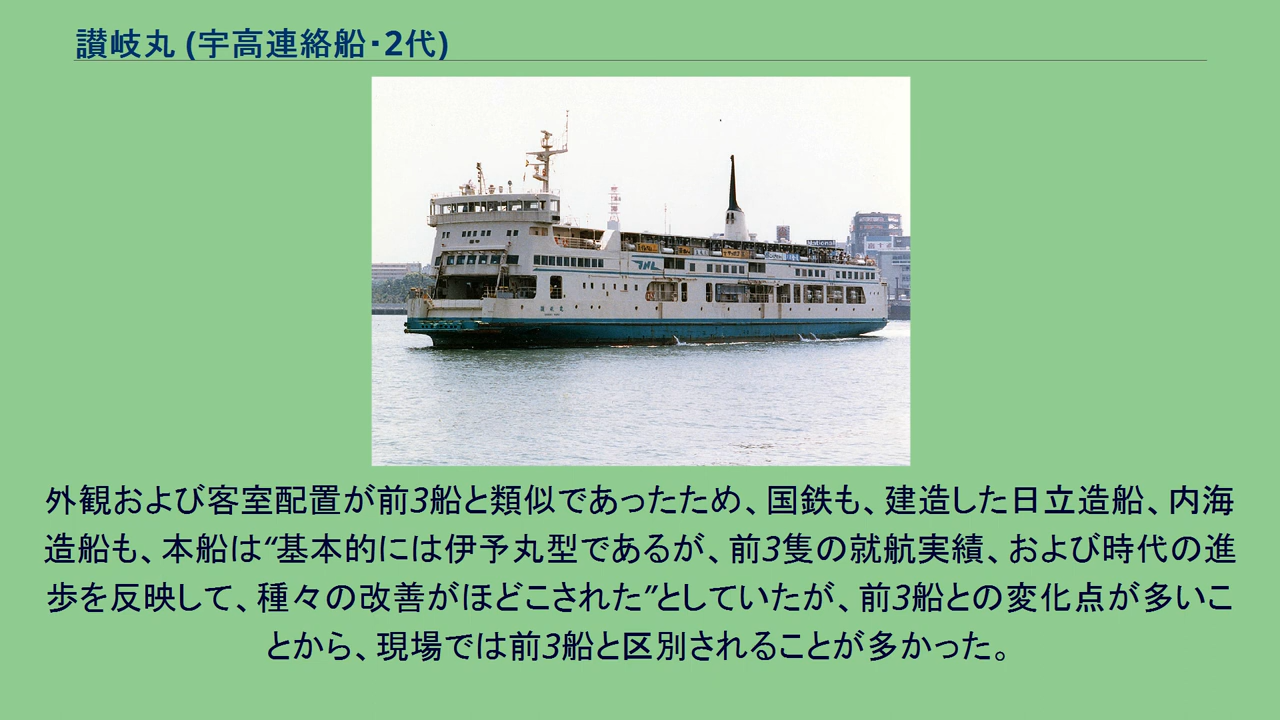 讃岐丸 (宇高連絡船･2代)
National
JNR
讃岐丸
外観および客室配置が前3船と類似であったため、国鉄も、建造した日立造船、内海
造船も、本船は“基本的には伊予丸型であるが、前3隻の就航実績、および時代の進
歩を反映して、種々の改善がほどこされた”としていたが、前3船との変化点が多いこ
とから、現場では前3船と区別されることが多かった。